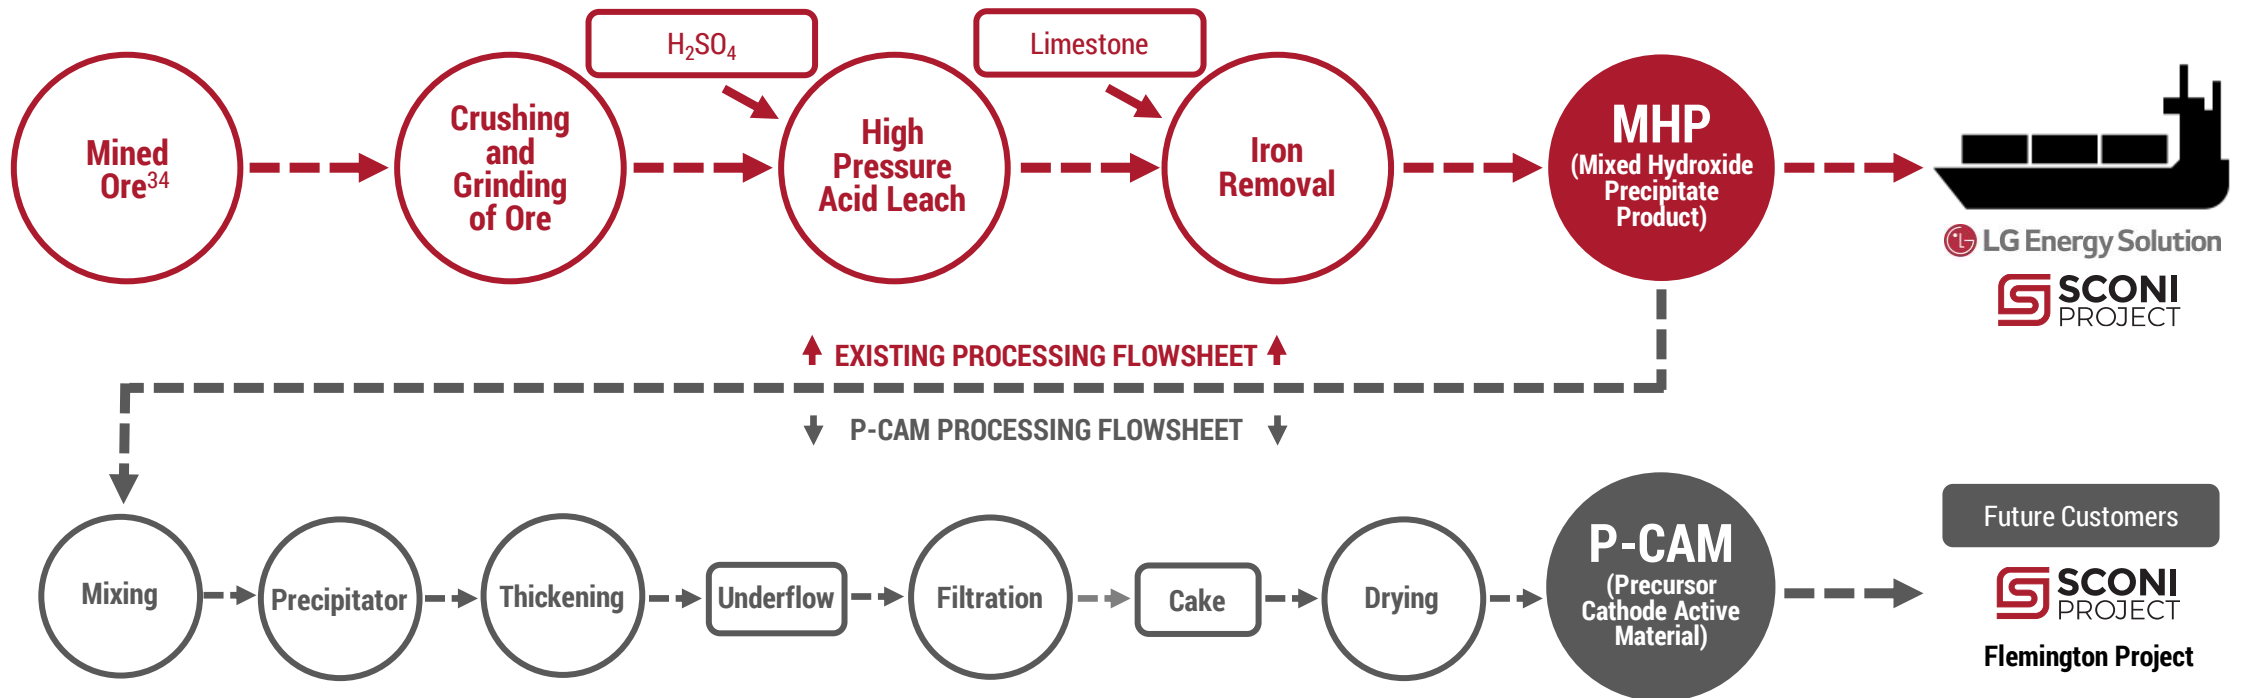 H₂SO₄
Limestone
Mined
Ore³⁴
Crushing
and
Grinding
of Ore
High
Pressure
Acid Leach
Iron
Removal
MHP
(Mixed Hydroxide
Precipitate
Product)
LG Energy Solution
SCONI
PROJECT
EXISTING PROCESSING FLOWSHEET
P-CAM PROCESSING FLOWSHEET
Mixing
Precipitator
Thickening
Underflow
Filtration
Cake
Drying
P-CAM
(Precursor
Cathode Active
Material)
Future Customers
SCONI
PROJECT
Flemington Project